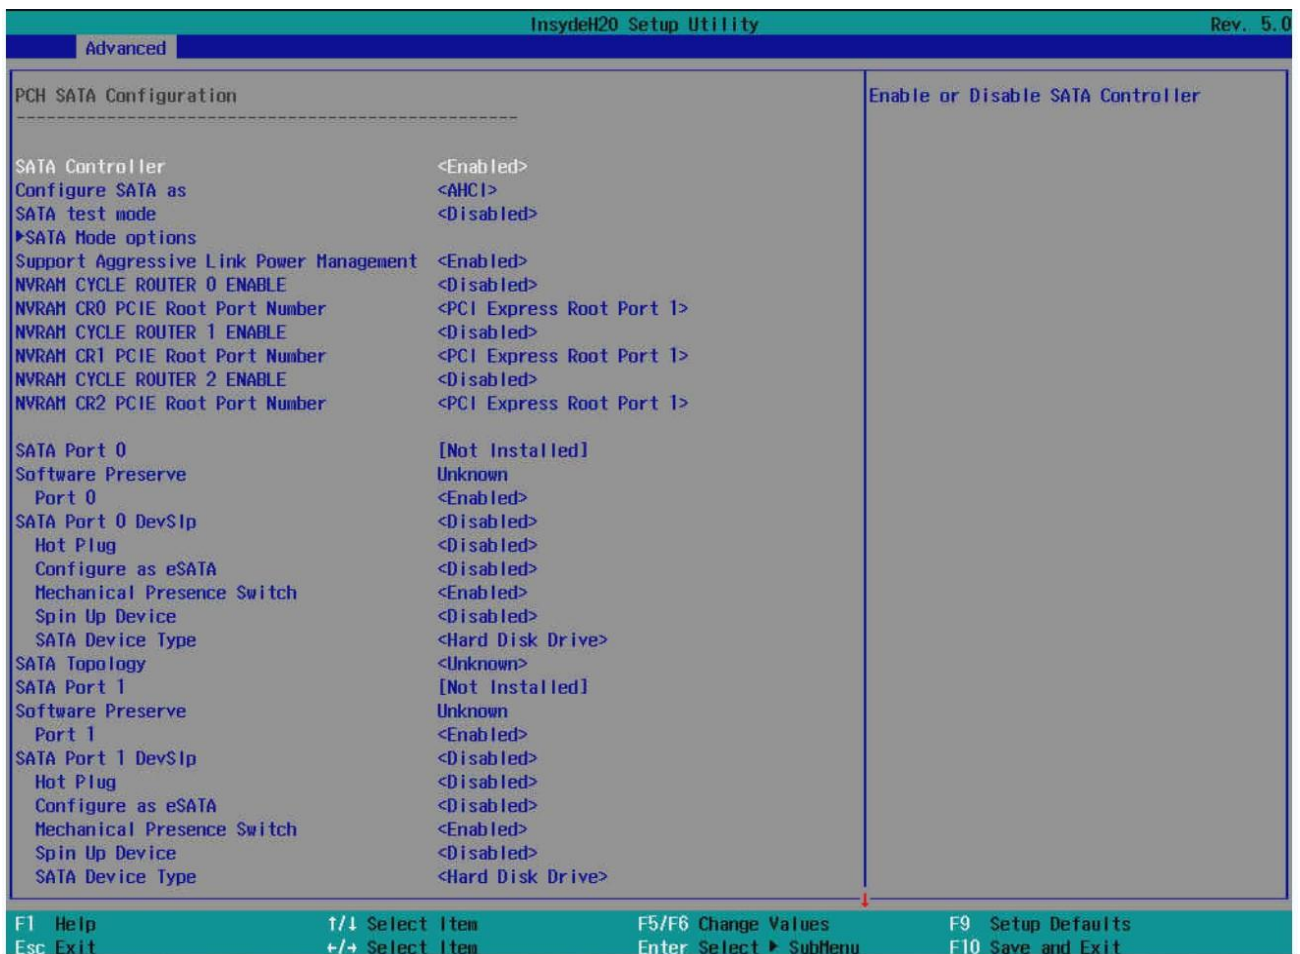 InsydeH20 Setup Utility Rev. 5.0
Advanced
PCH SATA Configuration
Enable or Disable SATA Controller
--------------------------------------------------
SATA Controller <Enabled>
Configure SATA as <AHCI>
SATA test mode <Disabled>
▶SATA Mode options
Support Aggressive Link Power Management <Enabled>
NVRAM CYCLE ROUTER 0 ENABLE <Disabled>
NVRAM CR0 PCIE Root Port Number <PCI Express Root Port 1>
NVRAM CYCLE ROUTER 1 ENABLE <Disabled>
NVRAM CR1 PCIE Root Port Number <PCI Express Root Port 1>
NVRAM CYCLE ROUTER 2 ENABLE <Disabled>
NVRAM CR2 PCIE Root Port Number <PCI Express Root Port 1>
SATA Port 0 [Not Installed]
Software Preserve Unknown
Port 0 <Enabled>
SATA Port 0 DevSlp <Disabled>
Hot Plug <Disabled>
Configure as eSATA <Disabled>
Mechanical Presence Switch <Enabled>
Spin Up Device <Disabled>
SATA Device Type <Hard Disk Drive>
SATA Topology <Unknown>
SATA Port 1 [Not Installed]
Software Preserve Unknown
Port 1 <Enabled>
SATA Port 1 DevSlp <Disabled>
Hot Plug <Disabled>
Configure as eSATA <Disabled>
Mechanical Presence Switch <Enabled>
Spin Up Device <Disabled>
SATA Device Type <Hard Disk Drive>
F1 Help ↑/↓ Select Item F5/F6 Change Values F9 Setup Defaults
Esc Exit ←/→ Select Item Enter Select ▶ SubMenu F10 Save and Exit